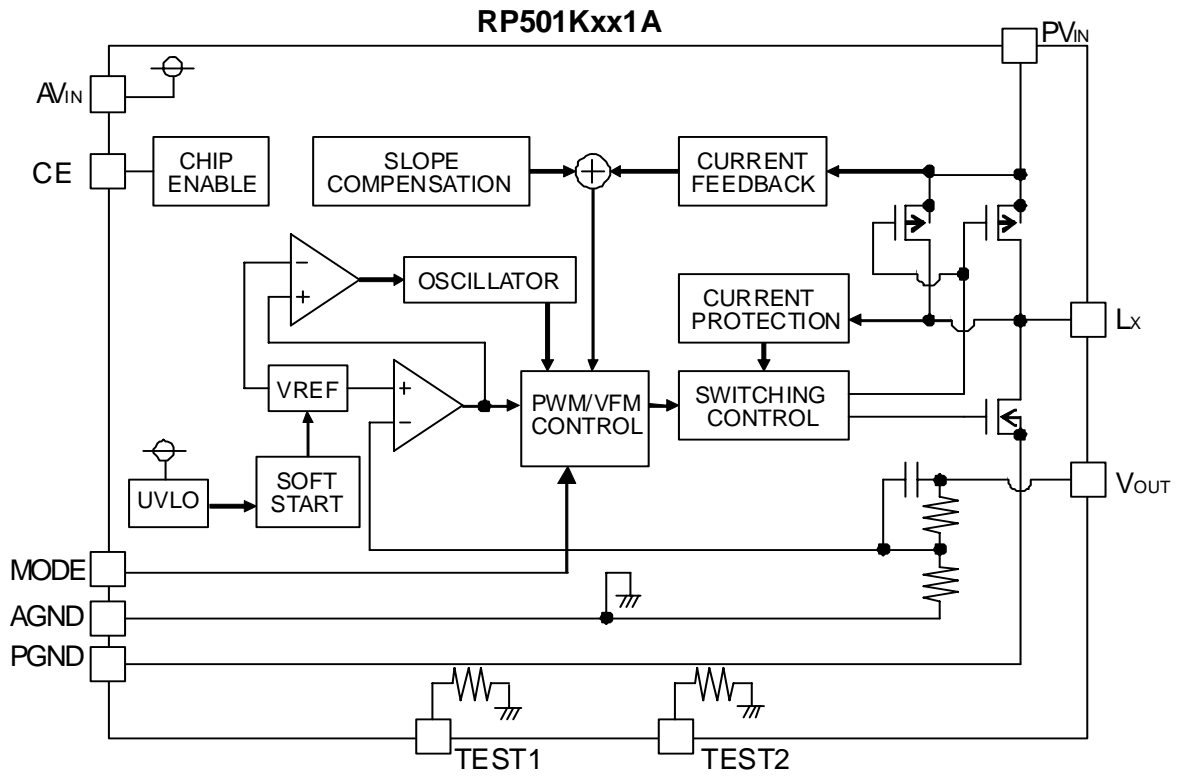 RP501Kxx1A
PVIN
AVIN
CE
CHIP
ENABLE
SLOPE
COMPENSATION
+
CURRENT
FEEDBACK
−
+
OSCILLATOR
CURRENT
PROTECTION
LX
VREF
+
−
PWM/VFM
CONTROL
SWITCHING
CONTROL
UVLO
SOFT
START
VOUT
MODE
AGND
PGND
TEST1
TEST2